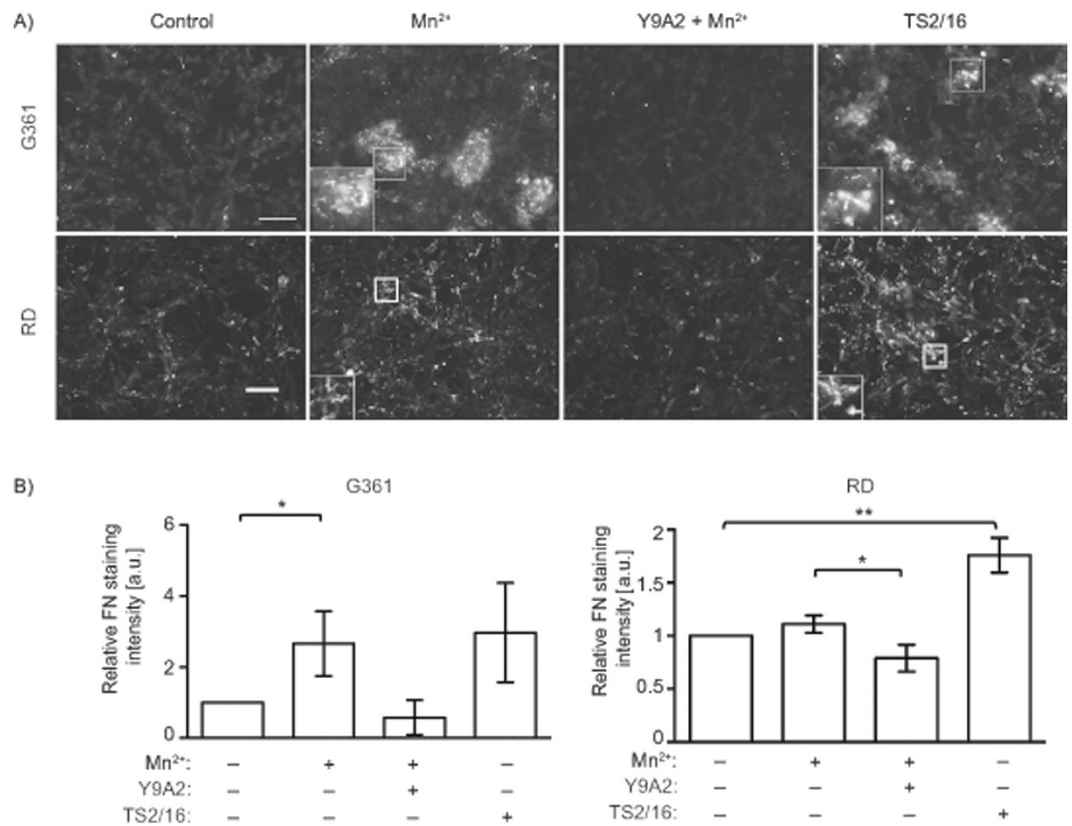 A)
Control Mn²⁺ Y9A2 + Mn²⁺ TS2/16
G361
RD
B)
G361
*
Relative FN staining
intensity [a.u.]
6
4
2
0
Mn²⁺: – + + –
Y9A2: – – + –
TS2/16: – – – +
RD
**
*
Relative FN staining
intensity [a.u.]
2
1.5
1
0.5
0
Mn²⁺: – + + –
Y9A2: – – + –
TS2/16: – – – +